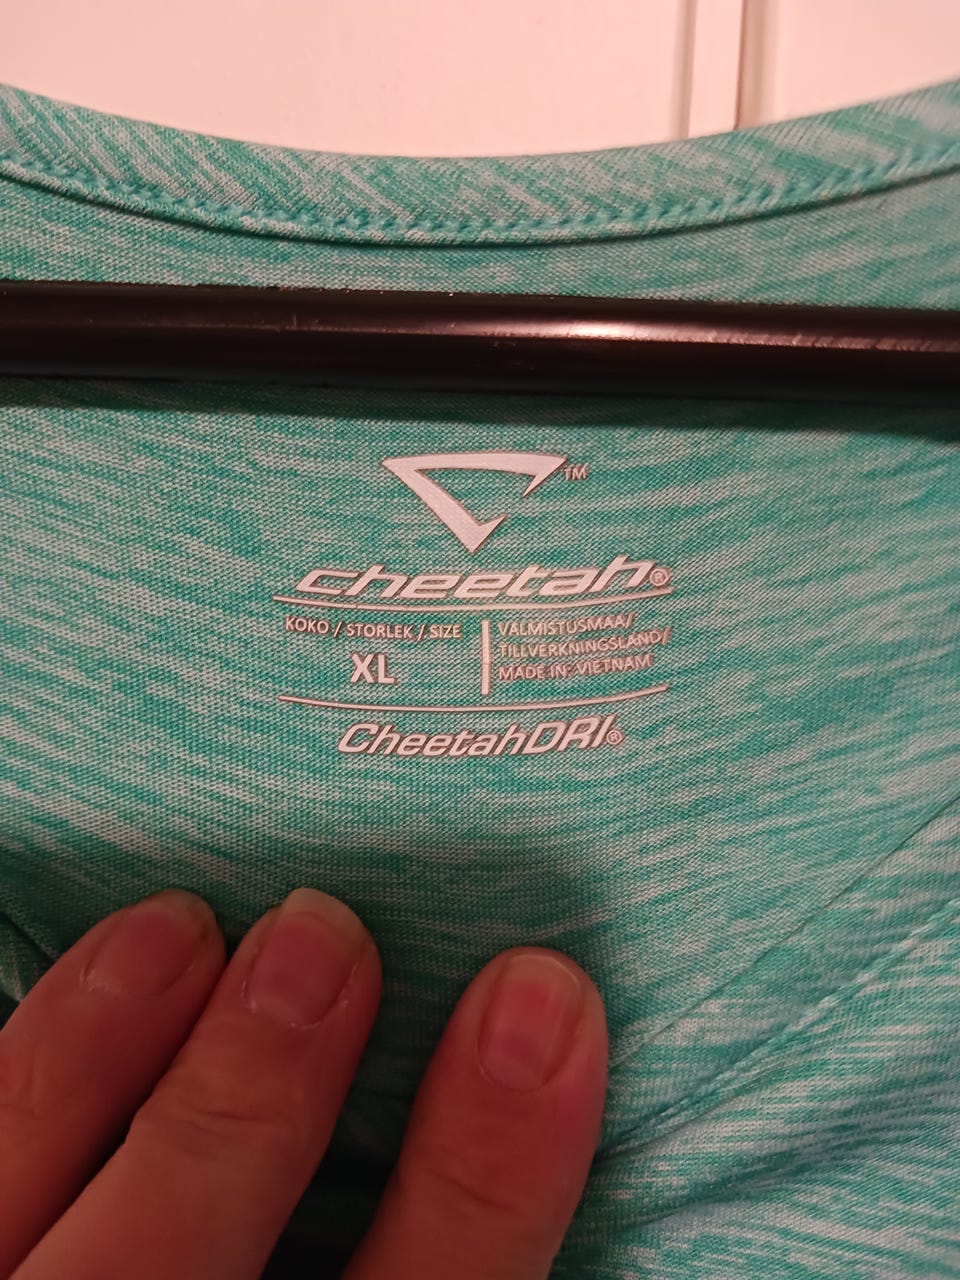 TM
cheetah®
KOKO / STORLEK / SIZE
XL
VALMISTUSMAA/
TILLVERKNINGSLAND/
MADE IN: VIETNAM
CheetahDRI®